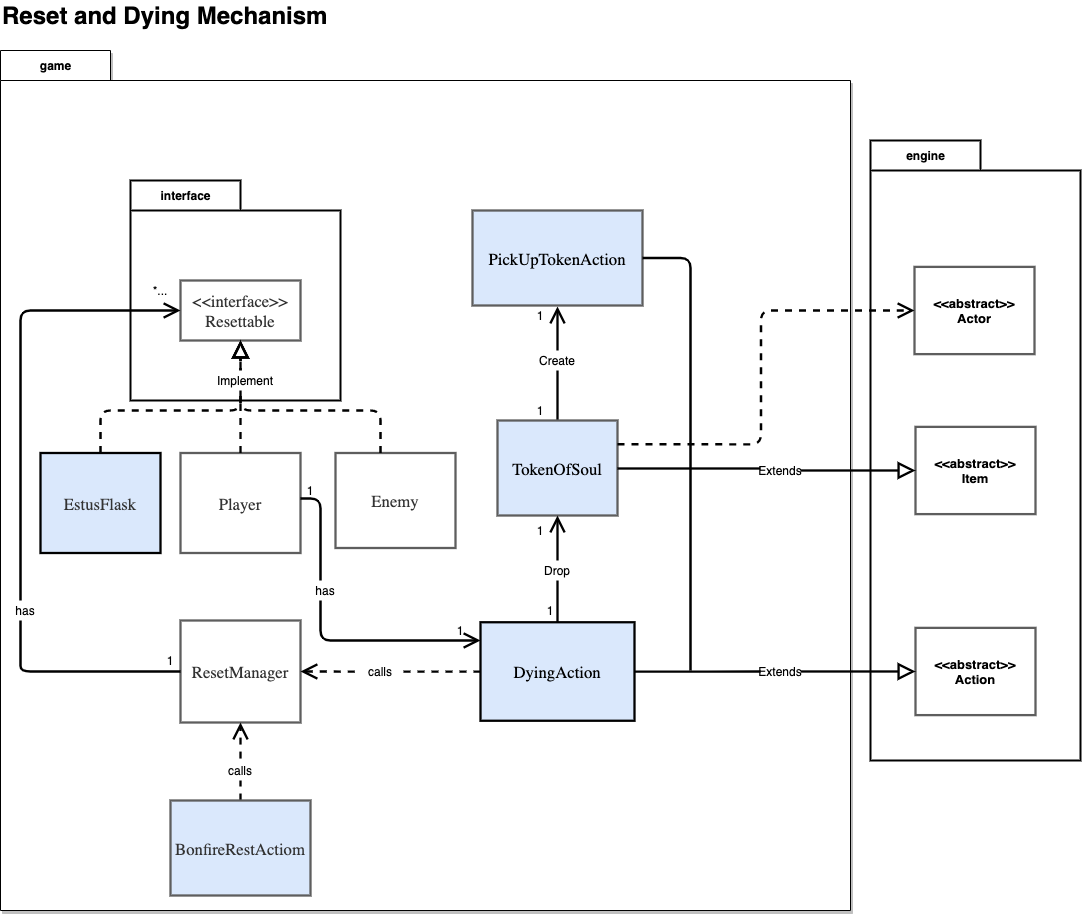 Reset and Dying Mechanism
game
engine
interface
PickUpTokenAction
<<interface>>
Resettable
*...
<<abstract>>
Actor
1
Create
1
Implement
TokenOfSoul
Extends
<<abstract>>
Item
EstusFlask
Player
Enemy
1
1
Drop
1
has
has
1
1
ResetManager
calls
DyingAction
Extends
<<abstract>>
Action
calls
BonfireRestActiom